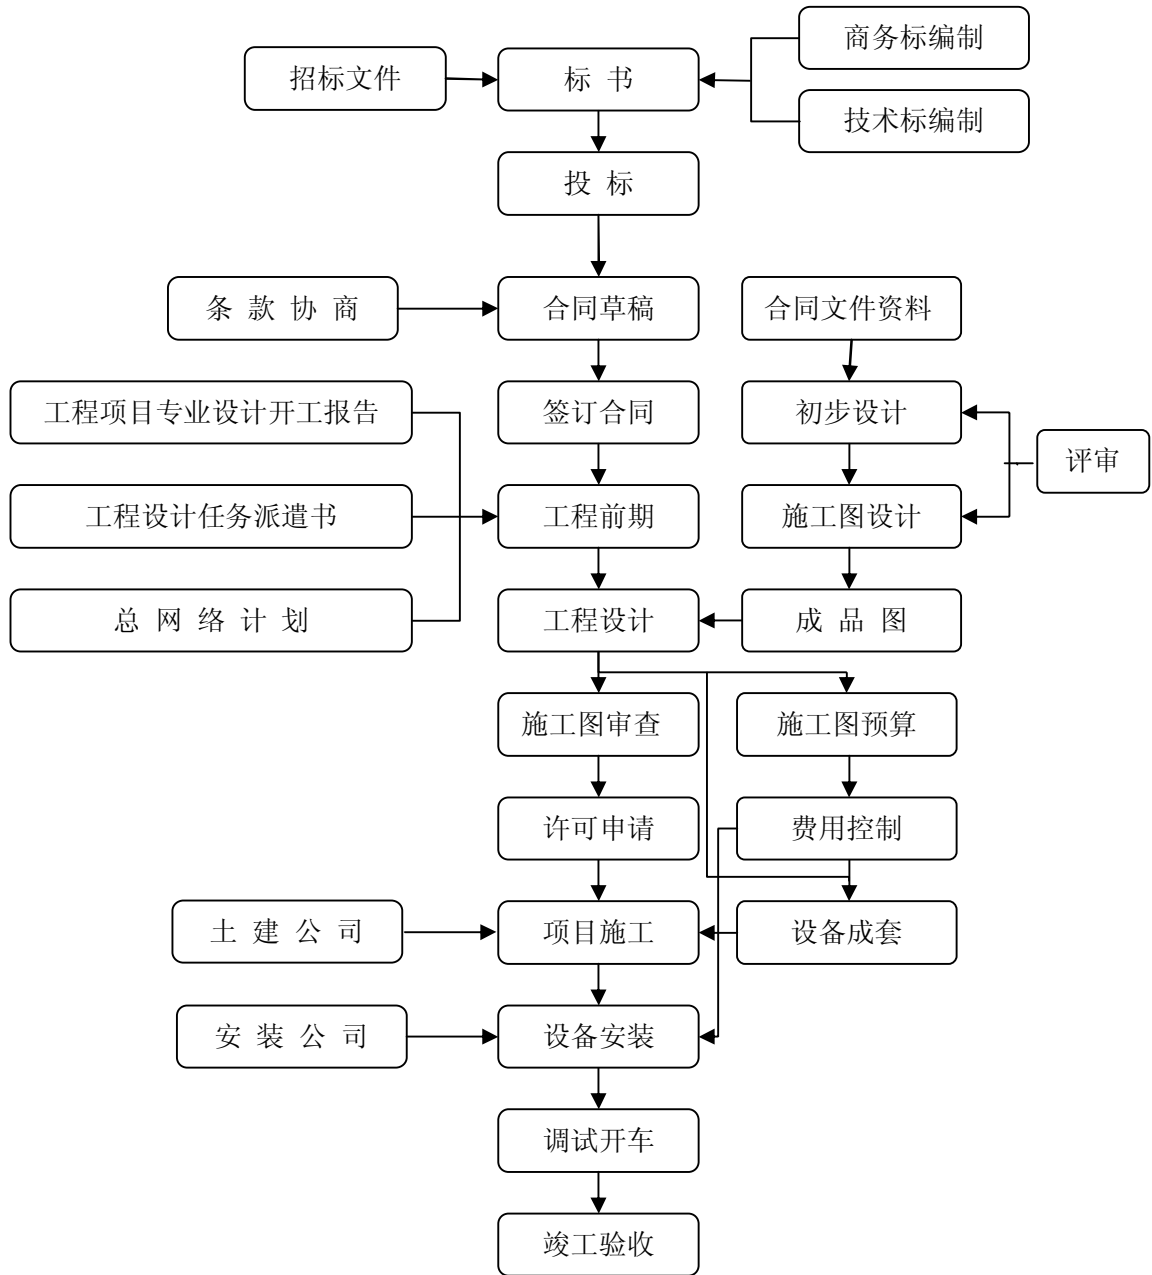 商务标编制
招标文件
标 书
技术标编制
投 标
条 款 协 商
合同草稿
合同文件资料
工程项目专业设计开工报告
签订合同
初步设计
评审
工程设计任务派遣书
工程前期
施工图设计
总 网 络 计 划
工程设计
成 品 图
施工图审查
施工图预算
许可申请
费用控制
土 建 公 司
项目施工
设备成套
安 装 公 司
设备安装
调试开车
竣工验收